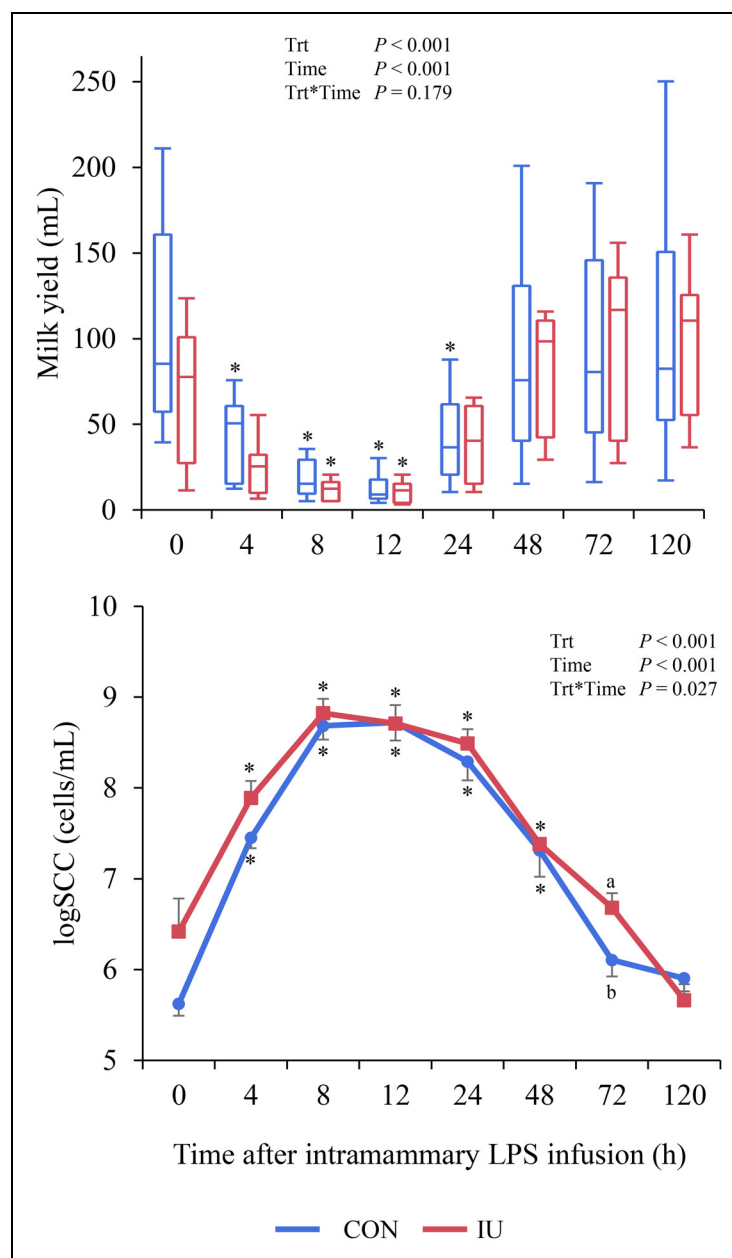 Trt P < 0.001
Time P < 0.001
Trt*Time P = 0.179
Milk yield (mL)
250
200
150
100
50
0
*
*
*
*
*
*
0 4 8 12 24 48 72 120
10
9
8
7
6
5
logSCC (cells/mL)
Trt P < 0.001
Time P < 0.001
Trt*Time P = 0.027
*
*
*
*
*
*
*
*
*
*
a
b
0 4 8 12 24 48 72 120
Time after intramammary LPS infusion (h)
CON IU